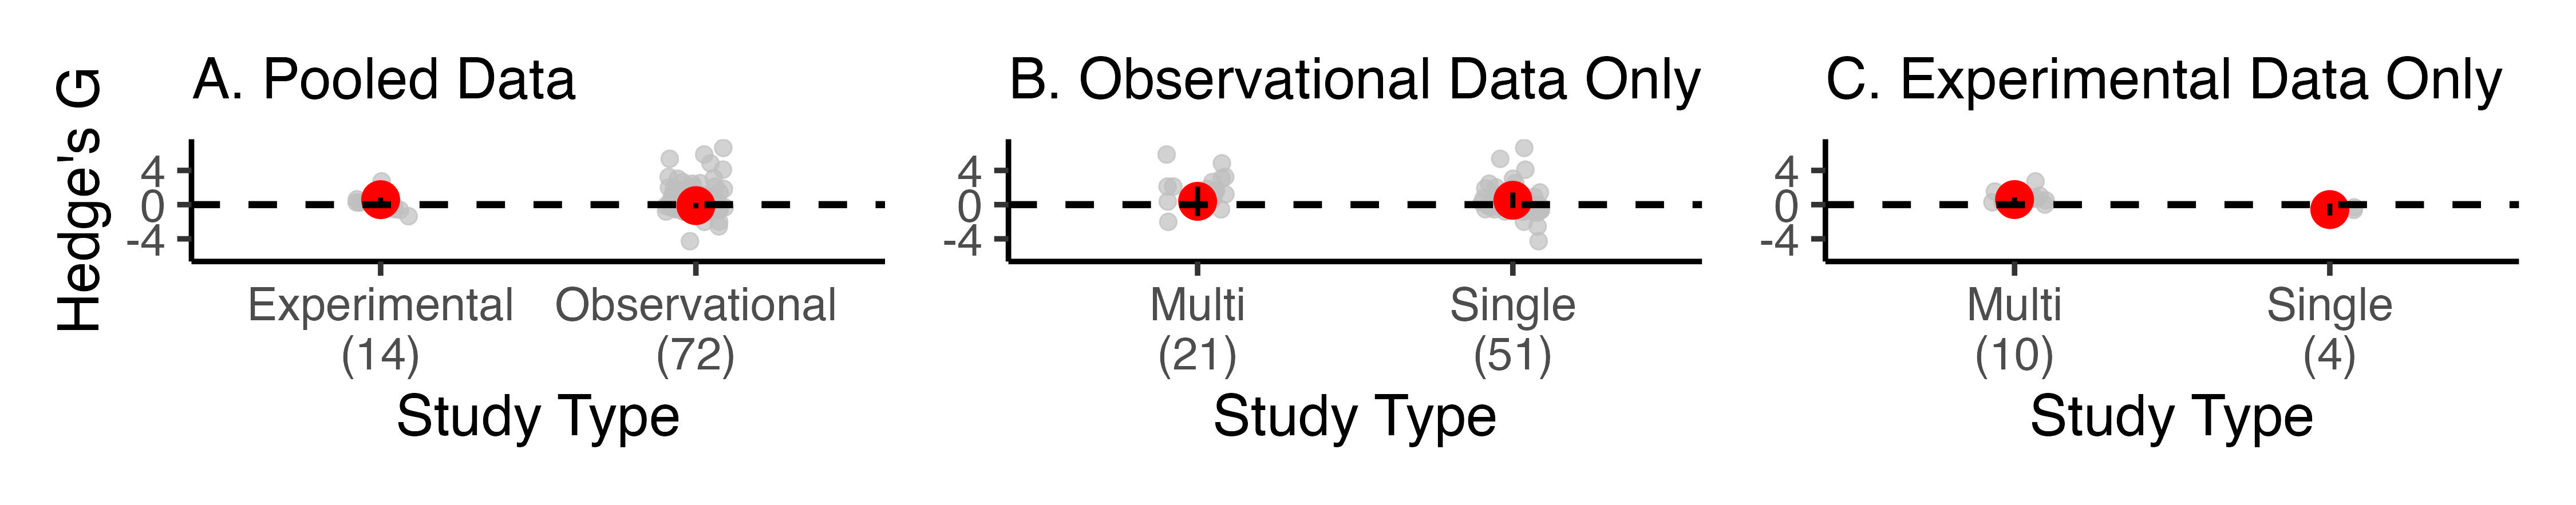 Hedge's G
A. Pooled Data
4
0
-4
Experimental
(14)
Observational
(72)
Study Type
B. Observational Data Only
4
0
-4
Multi
(21)
Single
(51)
Study Type
C. Experimental Data Only
4
0
-4
Multi
(10)
Single
(4)
Study Type